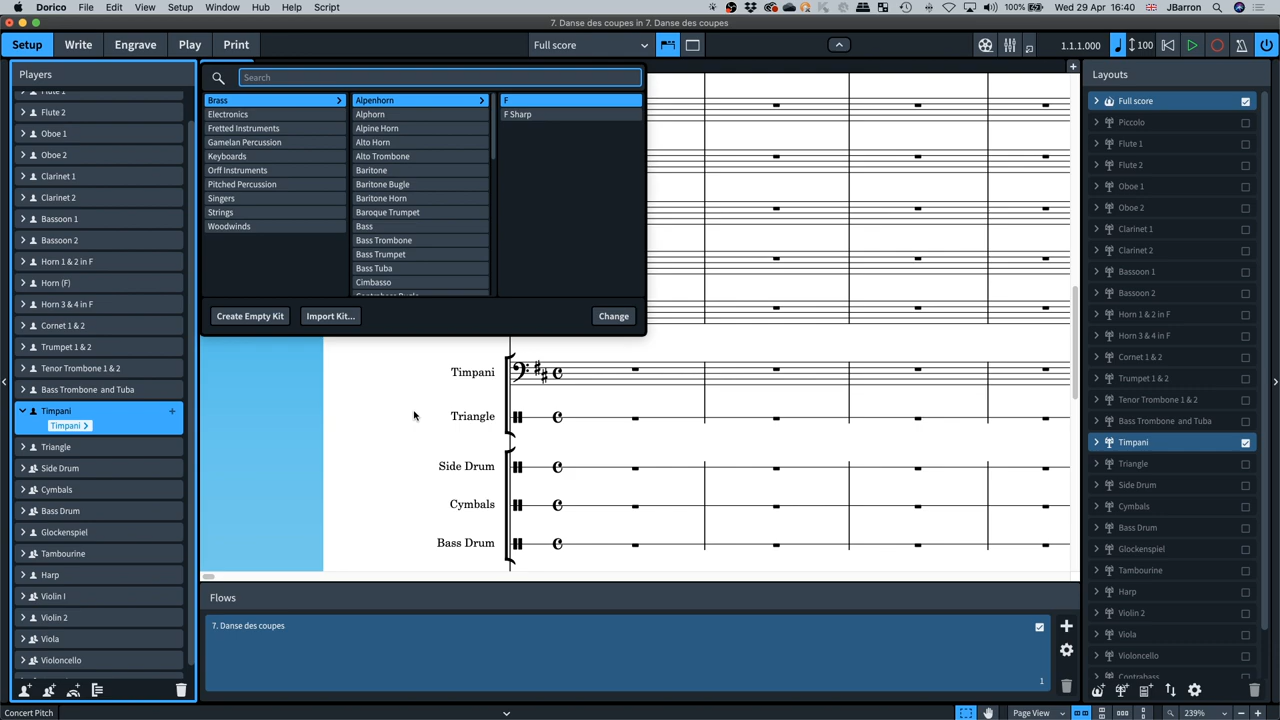 Dorico File Edit View Setup Window Hub Help Script 100% Wed 29 Apr 16:40 JBarron
7. Danse des coupes in 7. Danse des coupes
Setup Write Engrave Play Print Full score 1.1.1.000 100
Players
Flute 1
Flute 2
Oboe 1
Oboe 2
Clarinet 1
Clarinet 2
Bassoon 1
Bassoon 2
Horn 1 & 2 in F
Horn (F)
Horn 3 & 4 in F
Cornet 1 & 2
Trumpet 1 & 2
Tenor Trombone 1 & 2
Bass Trombone and Tuba
Timpani
Timpani
Triangle
Side Drum
Cymbals
Bass Drum
Glockenspiel
Tambourine
Harp
Violin I
Violin 2
Viola
Violoncello
Search
Brass
Electronics
Fretted Instruments
Gamelan Percussion
Keyboards
Orff Instruments
Pitched Percussion
Singers
Strings
Woodwinds
Alpenhorn
Alphorn
Alpine Horn
Alto Horn
Alto Trombone
Baritone
Baritone Bugle
Baritone Horn
Baroque Trumpet
Bass
Bass Trombone
Bass Trumpet
Bass Tuba
Cimbasso
Contrabass Bugle
F
F Sharp
Create Empty Kit Import Kit... Change
Timpani
Triangle
Side Drum
Cymbals
Bass Drum
Flows
7. Danse des coupes
1
Layouts
Full score
Piccolo
Flute 1
Flute 2
Oboe 1
Oboe 2
Clarinet 1
Clarinet 2
Bassoon 1
Bassoon 2
Horn 1 & 2 in F
Horn 3 & 4 in F
Cornet 1 & 2
Trumpet 1 & 2
Tenor Trombone 1 & 2
Bass Trombone and Tuba
Timpani
Triangle
Side Drum
Cymbals
Bass Drum
Glockenspiel
Tambourine
Harp
Violin 2
Viola
Violoncello
Contrabass
Concert Pitch Page View 239%